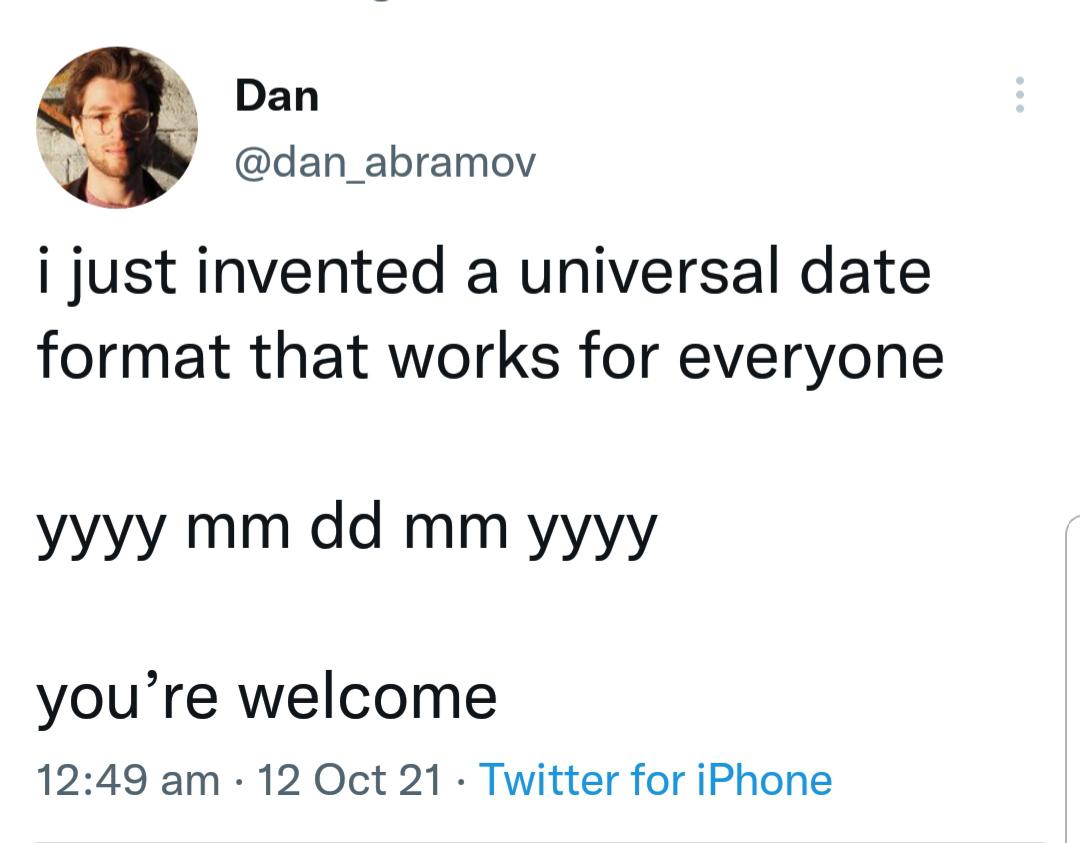 Dan
@dan_abramov
i just invented a universal date
format that works for everyone
yyyy mm dd mm yyyy
you’re welcome
12:49 am · 12 Oct 21 · Twitter for iPhone